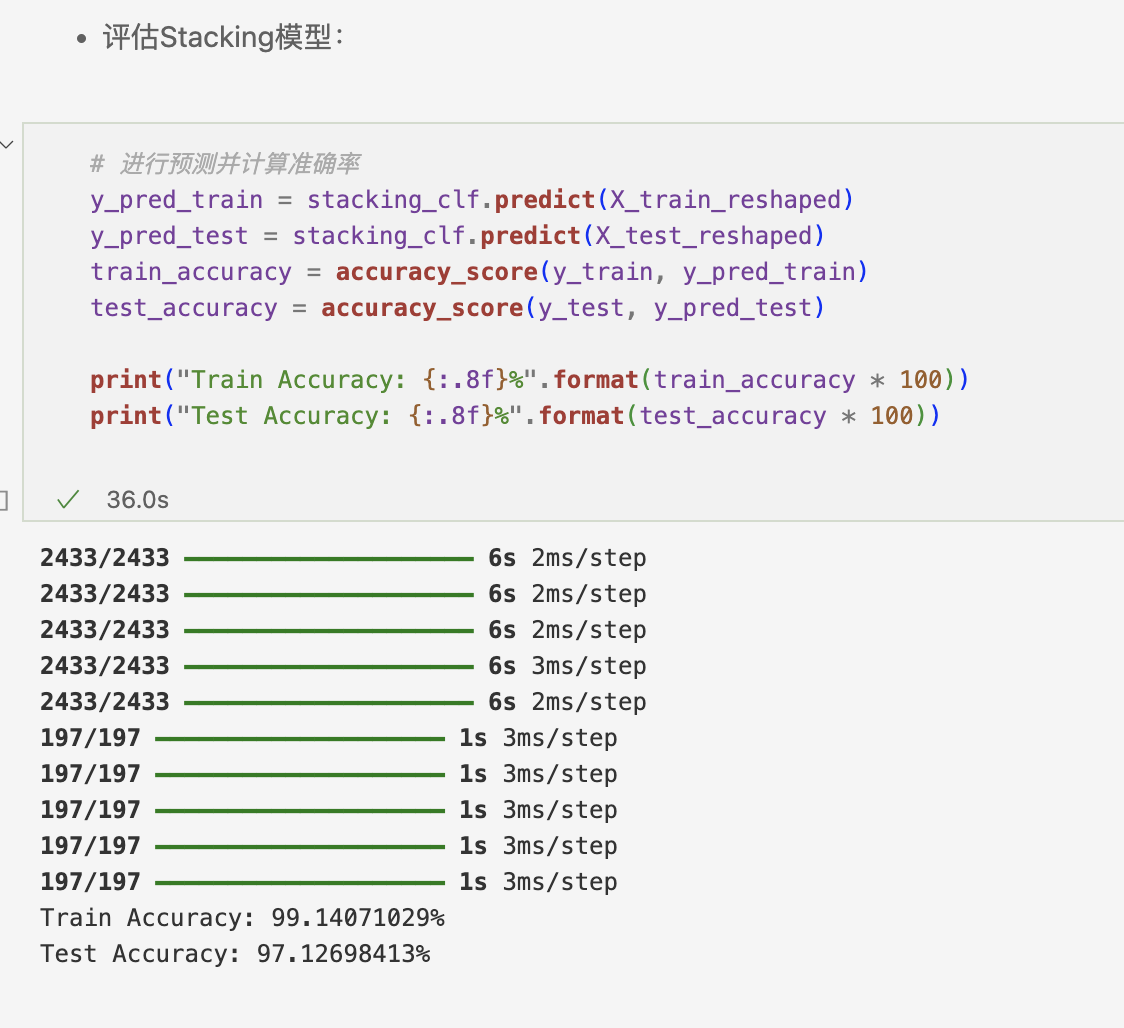 • 评估Stacking模型：
# 进行预测并计算准确率
y_pred_train = stacking_clf.predict(X_train_reshaped)
y_pred_test = stacking_clf.predict(X_test_reshaped)
train_accuracy = accuracy_score(y_train, y_pred_train)
test_accuracy = accuracy_score(y_test, y_pred_test)
print("Train Accuracy: {:.8f}%".format(train_accuracy * 100))
print("Test Accuracy: {:.8f}%".format(test_accuracy * 100))
✓ 36.0s
2433/2433 ━━━━━━━━━━━━━━━━━━━━ 6s 2ms/step
2433/2433 ━━━━━━━━━━━━━━━━━━━━ 6s 2ms/step
2433/2433 ━━━━━━━━━━━━━━━━━━━━ 6s 2ms/step
2433/2433 ━━━━━━━━━━━━━━━━━━━━ 6s 3ms/step
2433/2433 ━━━━━━━━━━━━━━━━━━━━ 6s 2ms/step
197/197 ━━━━━━━━━━━━━━━━━━━━ 1s 3ms/step
197/197 ━━━━━━━━━━━━━━━━━━━━ 1s 3ms/step
197/197 ━━━━━━━━━━━━━━━━━━━━ 1s 3ms/step
197/197 ━━━━━━━━━━━━━━━━━━━━ 1s 3ms/step
197/197 ━━━━━━━━━━━━━━━━━━━━ 1s 3ms/step
Train Accuracy: 99.14071029%
Test Accuracy: 97.12698413%